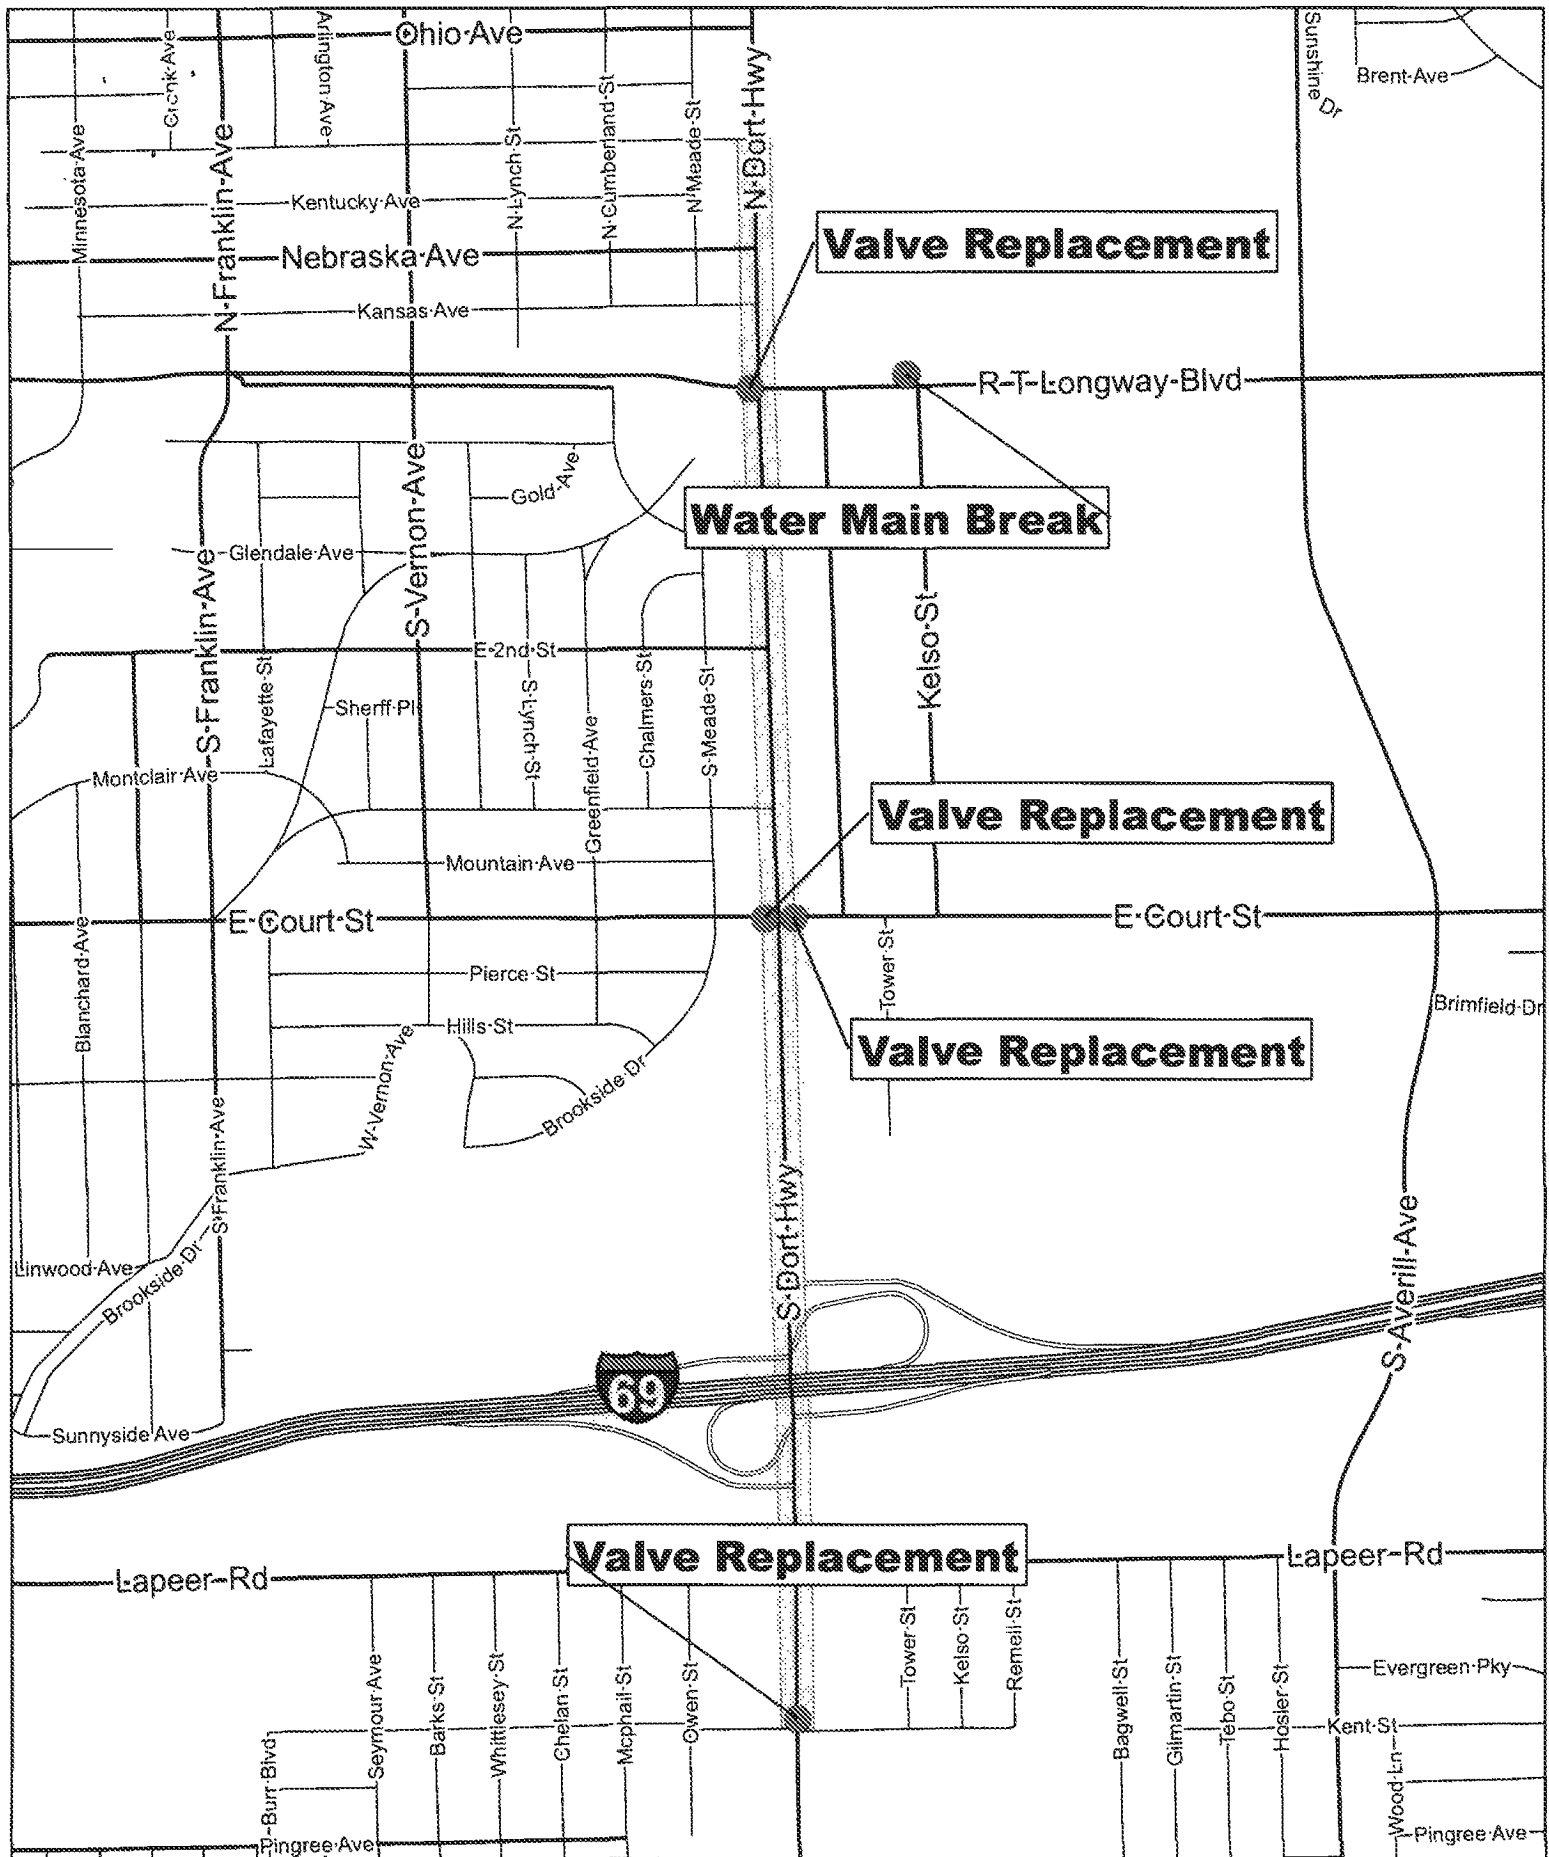 Ohio Ave
Cronk Ave
Arlington Ave
Minnesota Ave
N Franklin Ave
N Lynch St
N Cumberland St
N Meade St
N Dort Hwy
Sunshine Dr
Brent Ave
Kentucky Ave
Nebraska Ave
Kansas Ave
Valve Replacement
R T Longway Blvd
Gold Ave
Glendale Ave
S Vernon Ave
Water Main Break
S Franklin Ave
Lafayette St
E 2nd St
Sherff Pl
S Lynch St
Greenfield Ave
Chalmers St
S Meade St
Kelso St
Montclair Ave
Valve Replacement
Mountain Ave
E Court St
E Court St
Blanchard Ave
Pierce St
Tower St
Brimfield Dr
Hills St
W Vernon Ave
Brookside Dr
Valve Replacement
S Franklin Ave
S Dort Hwy
S Averill Ave
Linwood Ave
Brookside Dr
69
Sunnyside Ave
Valve Replacement
Lapeer Rd
Lapeer Rd
Seymour Ave
Barks St
Whittlesey St
Chelan St
Mcphail St
Owen St
Tower St
Kelso St
Remell St
Bagwell St
Gilmartin St
Tebo St
Hosler St
Evergreen Pky
Kent St
Burr Blvd
Wood Ln
Pingree Ave
Pingree Ave